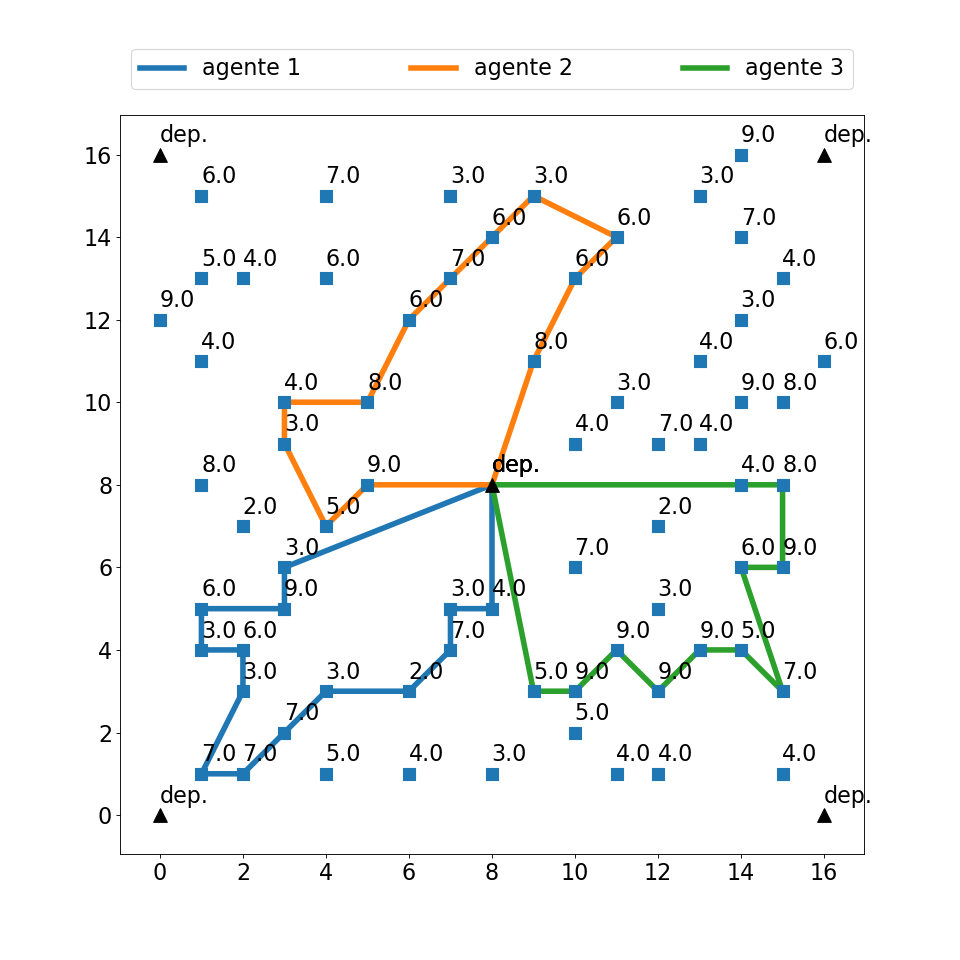 agente 1 agente 2 agente 3
9.0
dep. dep.
16
6.0 7.0 3.0 3.0 3.0
6.0 6.0 7.0
14
5.0 4.0 6.0 7.0 6.0 4.0
9.0 6.0 3.0
12
4.0 8.0 4.0 6.0
4.0 8.0 3.0 9.0 8.0
10
3.0 4.0 7.0 4.0
8.0 9.0 dep. 4.0 8.0
8
2.0 5.0 2.0
3.0 7.0 6.0 9.0
6
6.0 9.0 3.0 4.0 3.0
3.0 6.0 7.0 9.0 9.0 5.0
4
3.0 3.0 2.0 5.0 9.0 9.0 7.0
7.0 5.0
2
7.0 7.0 5.0 4.0 3.0 4.0 4.0 4.0
dep. dep.
0
0 2 4 6 8 10 12 14 16